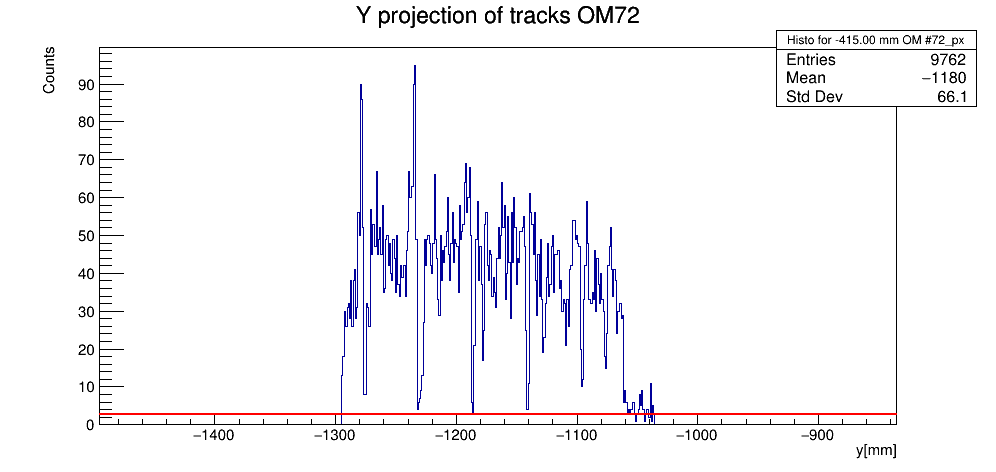 Y projection of tracks OM72
Histo for -415.00 mm OM #72_px
Entries 9762
Mean −1180
Std Dev 66.1
Counts
90
80
70
60
50
40
30
20
10
0
−1400 −1300 −1200 −1100 −1000 −900
y[mm]